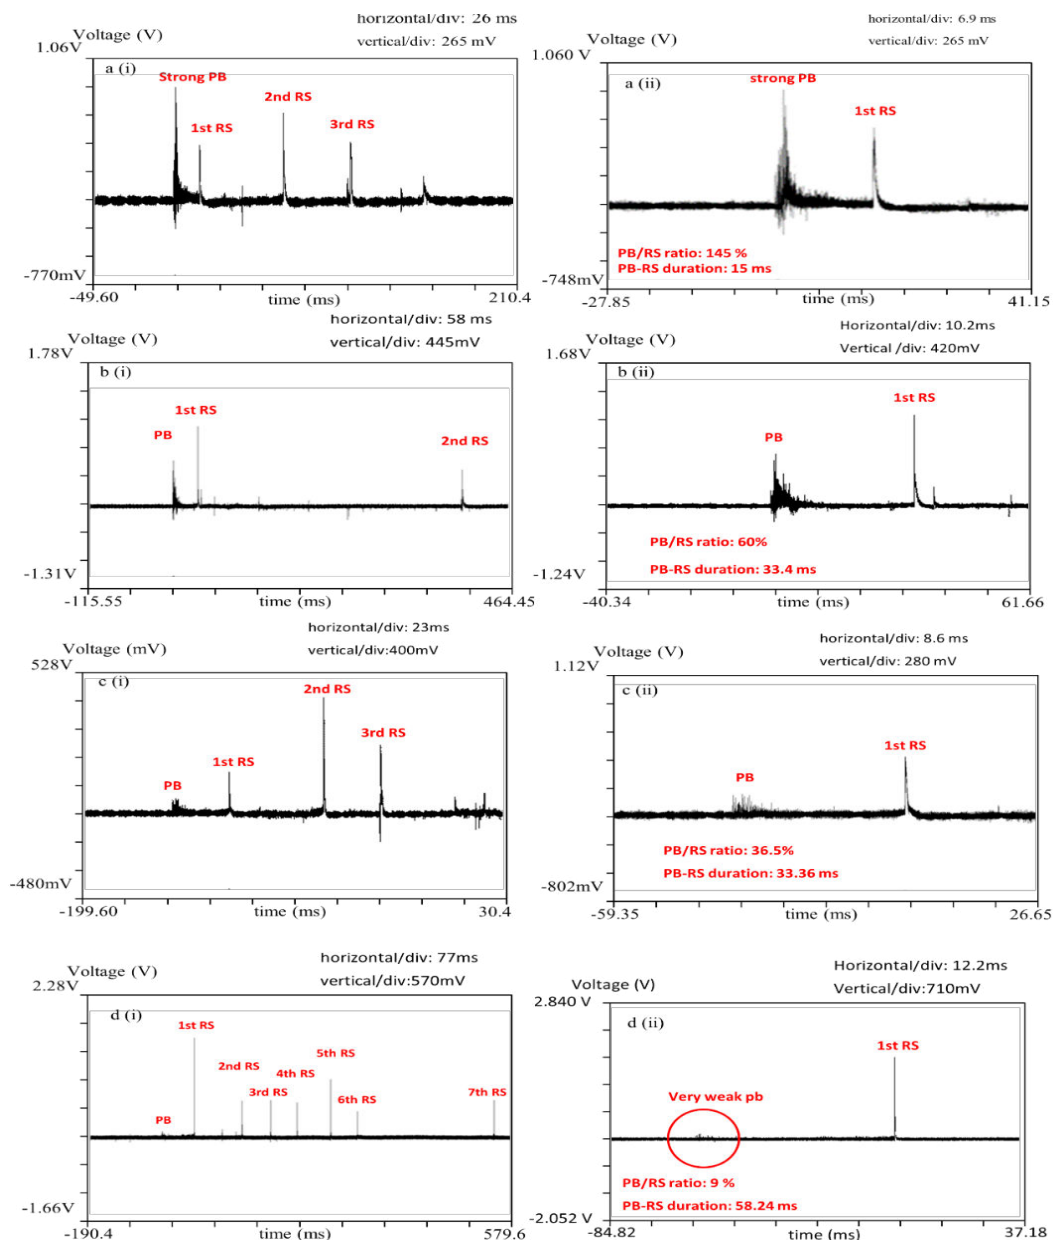 horizontal/div: 26 ms
Voltage (V)
vertical/div: 265 mV
1.06V
a (i)
Strong PB
2nd RS
1st RS
3rd RS
-770mV
-49.60
time (ms)
210.4
horizontal/div: 6.9 ms
Voltage (V)
vertical/div: 265 mV
1.060 V
a (ii)
strong PB
1st RS
PB/RS ratio: 145 %
PB-RS duration: 15 ms
-748mV
-27.85
time (ms)
41.15
horizontal/div: 58 ms
Voltage (V)
vertical/div: 445mV
1.78V
b (i)
1st RS
PB
2nd RS
-1.31V
-115.55
time (ms)
464.45
Horizontal/div: 10.2ms
Voltage (V)
Vertical /div: 420mV
1.68V
b (ii)
1st RS
PB
PB/RS ratio: 60%
PB-RS duration: 33.4 ms
-1.24V
-40.34
time (ms)
61.66
horizontal/div: 23ms
Voltage (mV)
vertical/div:400mV
528V
c (i)
2nd RS
3rd RS
1st RS
PB
-480mV
-199.60
time (ms)
30.4
horizontal/div: 8.6 ms
Voltage (V)
vertical/div: 280 mV
1.12V
c (ii)
1st RS
PB
PB/RS ratio: 36.5%
PB-RS duration: 33.36 ms
-802mV
-59.35
time (ms)
26.65
horizontal/div: 77ms
Voltage (V)
vertical/div:570mV
2.28V
d (i)
1st RS
5th RS
2nd RS
4th RS
3rd RS
6th RS
7th RS
PB
-1.66V
-190.4
time (ms)
579.6
Horizontal/div: 12.2ms
Voltage (V)
Vertical/div:710mV
2.840 V
d (ii)
1st RS
Very weak pb
PB/RS ratio: 9 %
PB-RS duration: 58.24 ms
-2.052 V
-84.82
time (ms)
37.18